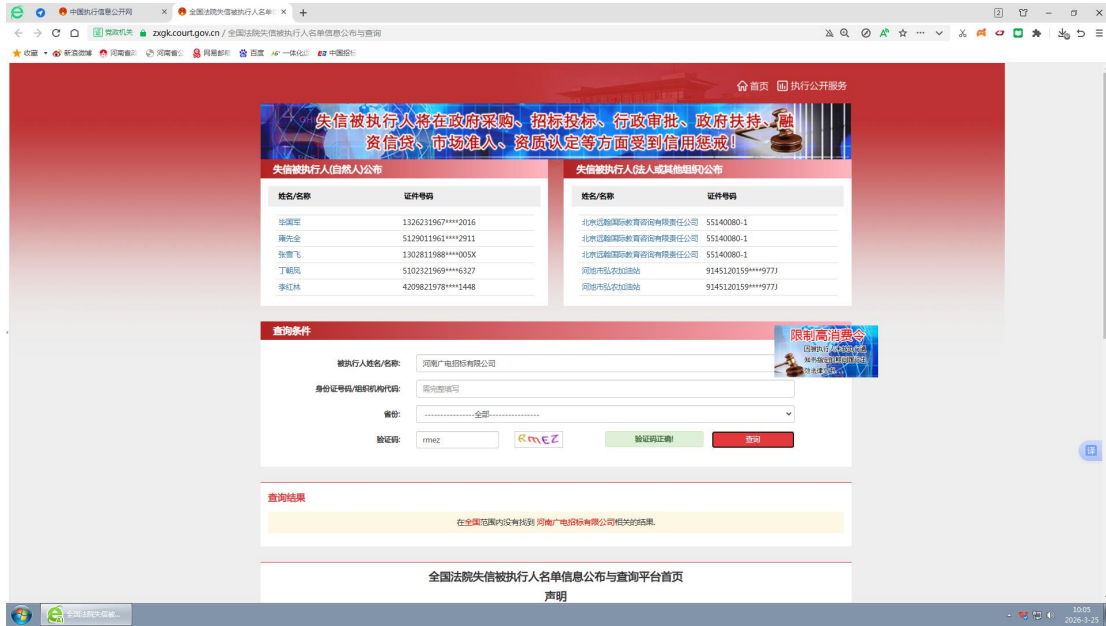 中国执行信息公开网
全国法院失信被执行人名单
党政机关 zxgk.court.gov.cn / 全国法院失信被执行人名单信息公布与查询
收藏 新浪微博 河南省 河南省 网易邮箱 百度 一体化 中国招标
首页 执行公开服务
失信被执行人将在政府采购、招标投标、行政审批、政府扶持、融
资信贷、市场准入、资质认定等方面受到信用惩戒!
失信被执行人(自然人)公布
姓名/名称 证件号码
毕国军 1326231967****2016
雍先全 5129011961****2911
张雪飞 1302811988****005X
丁朝凤 5102321969****6327
李红林 4209821978****1448
失信被执行人(法人或其他组织)公布
姓名/名称 证件号码
北京远翰国际教育咨询有限责任公司 55140080-1
北京远翰国际教育咨询有限责任公司 55140080-1
北京远翰国际教育咨询有限责任公司 55140080-1
河池市弘农加油站 9145120159****977J
河池市弘农加油站 9145120159****977J
查询条件
限制高消费令
被执行人姓名/名称: 河南广电招标有限公司
身份证号码/组织机构代码: 需完整填写
省份: ----------------全部----------------
验证码: rmez RmEZ 验证码正确! 查询
译
查询结果
在全国范围内没有找到 河南广电招标有限公司相关的结果.
全国法院失信被执行人名单信息公布与查询平台首页
声明
全国法院失信被...
10:05
2026-3-25